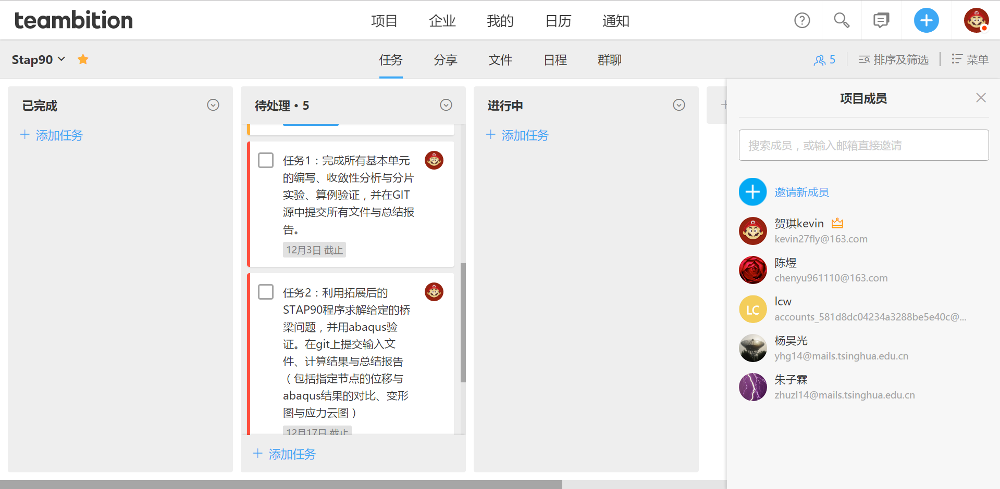 teambition
项目 企业 我的 日历 通知
Stap90
任务 分享 文件 日程 群聊
5 排序及筛选 菜单
已完成
添加任务
待处理 · 5
任务1：完成所有基本单元
的编写、收敛性分析与分片
实验、算例验证，并在GIT
源中提交所有文件与总结报
告。
12月3日 截止
任务2：利用拓展后的
STAP90程序求解给定的桥
梁问题，并用abaqus验
证。在git上提交输入文
件、计算结果与总结报告
（包括指定节点的位移与
abaqus结果的对比、变形
图与应力云图）
12月17日 截止
添加任务
进行中
添加任务
项目成员
搜索成员，或输入邮箱直接邀请
邀请新成员
贺琪kevin
kevin27fly@163.com
陈煜
chenyu961110@163.com
LC
lcw
accounts_581d8dc04234a3288be5e40c@...
杨昊光
yhg14@mails.tsinghua.edu.cn
朱子霖
zhuzl14@mails.tsinghua.edu.cn